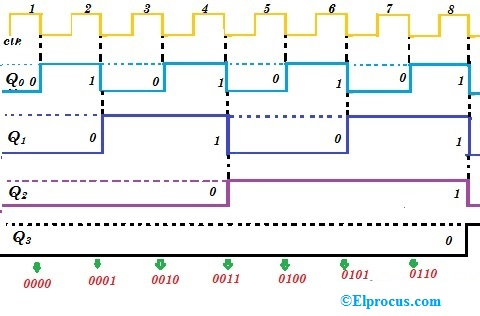 1 2 3 4 5 6 7 8
clk
Q0 0 1 0 1 0 1 0 1
Q1 0 1 0 1
Q2 0 1
Q3 0
0000 0001 0010 0011 0100 0101 0110
©Elprocus.com